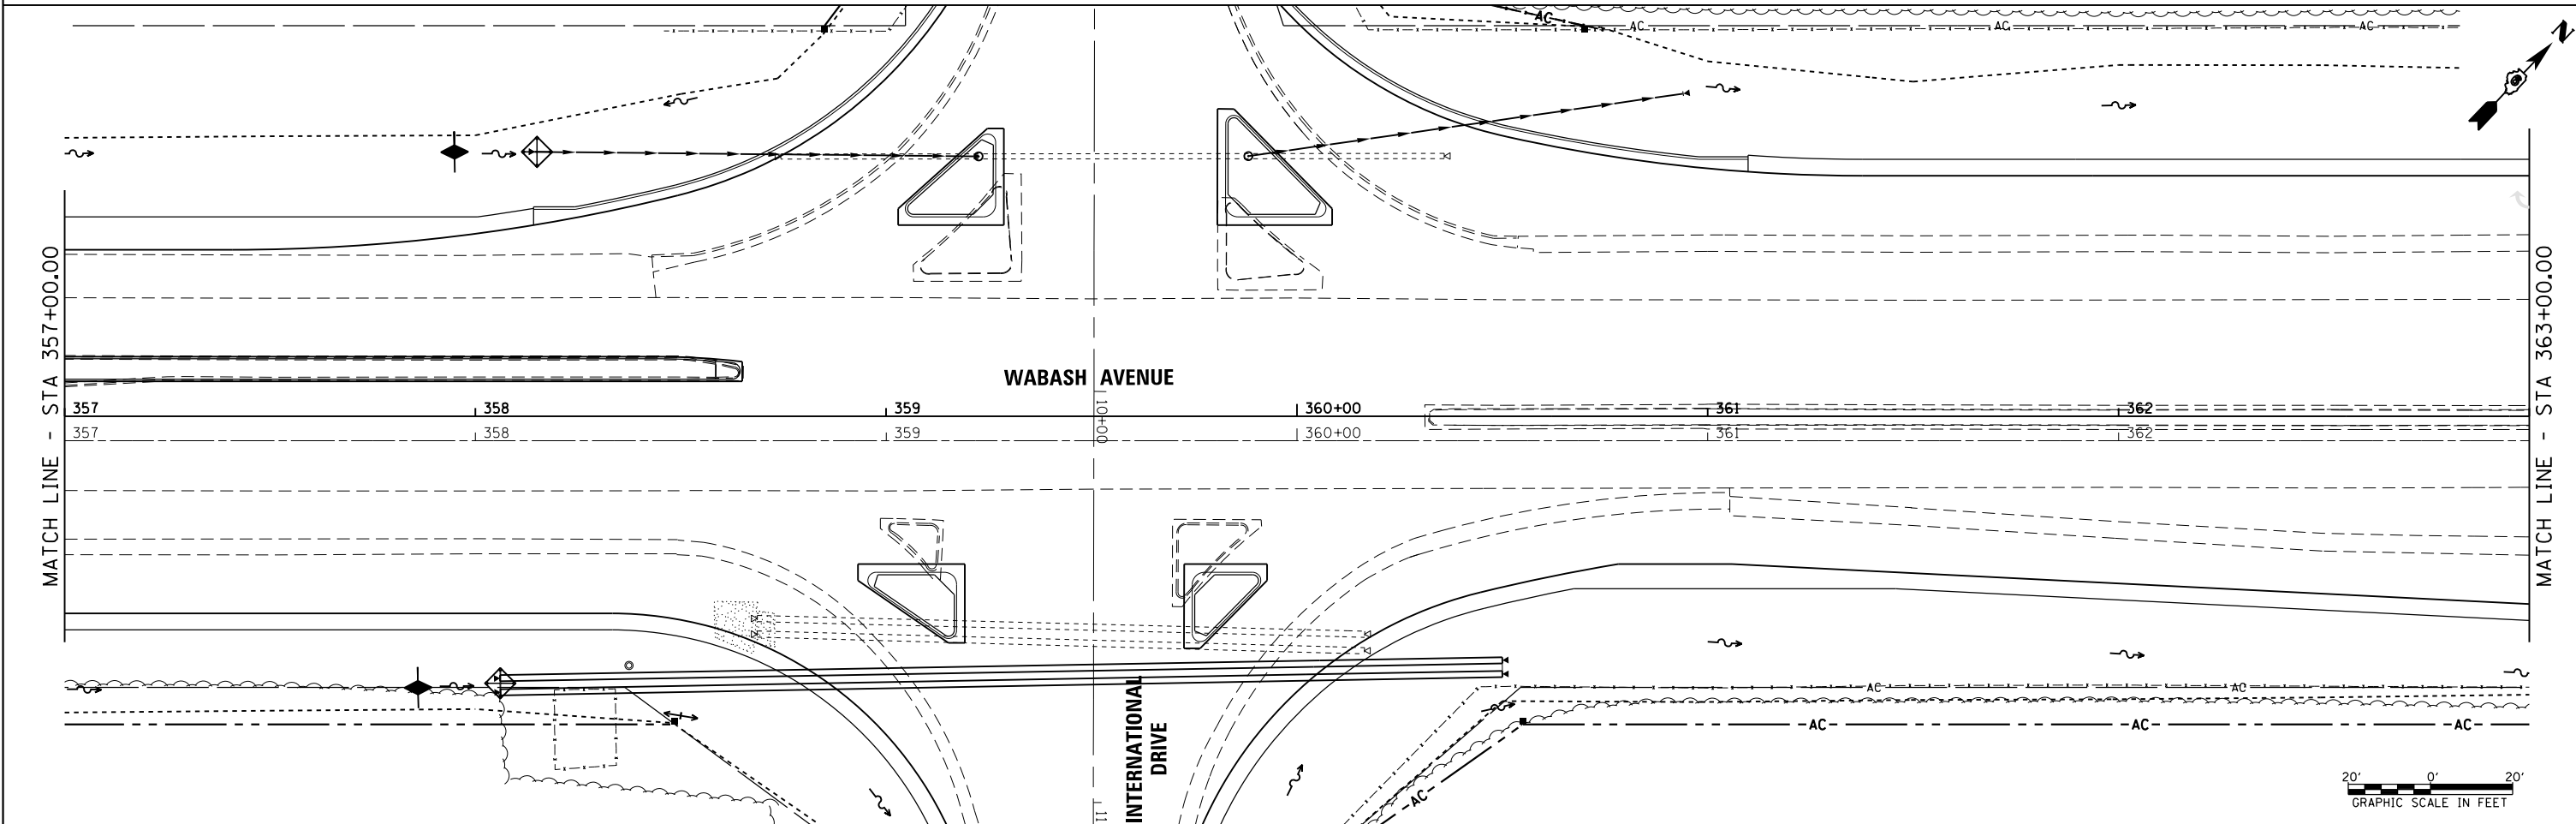 AC AC AC AC
N
MATCH LINE - STA 357+00.00
MATCH LINE - STA 363+00.00
WABASH AVENUE
357 358 359 360+00 361 362
357 358 359 360+00 361 362
10+00
INTERNATIONAL
DRIVE
11
AC AC
AC AC AC
AC
20' 0' 20'
GRAPHIC SCALE IN FEET